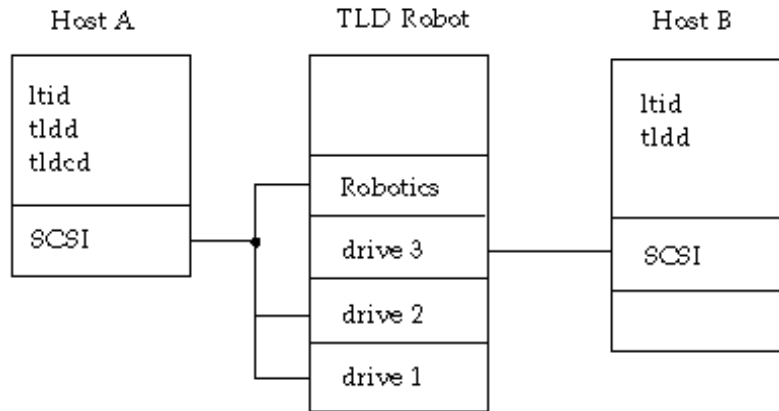 Host A
TLD Robot
Host B
ltid
tldd
tldcd
SCSI
Robotics
drive 3
drive 2
drive 1
ltid
tldd
SCSI